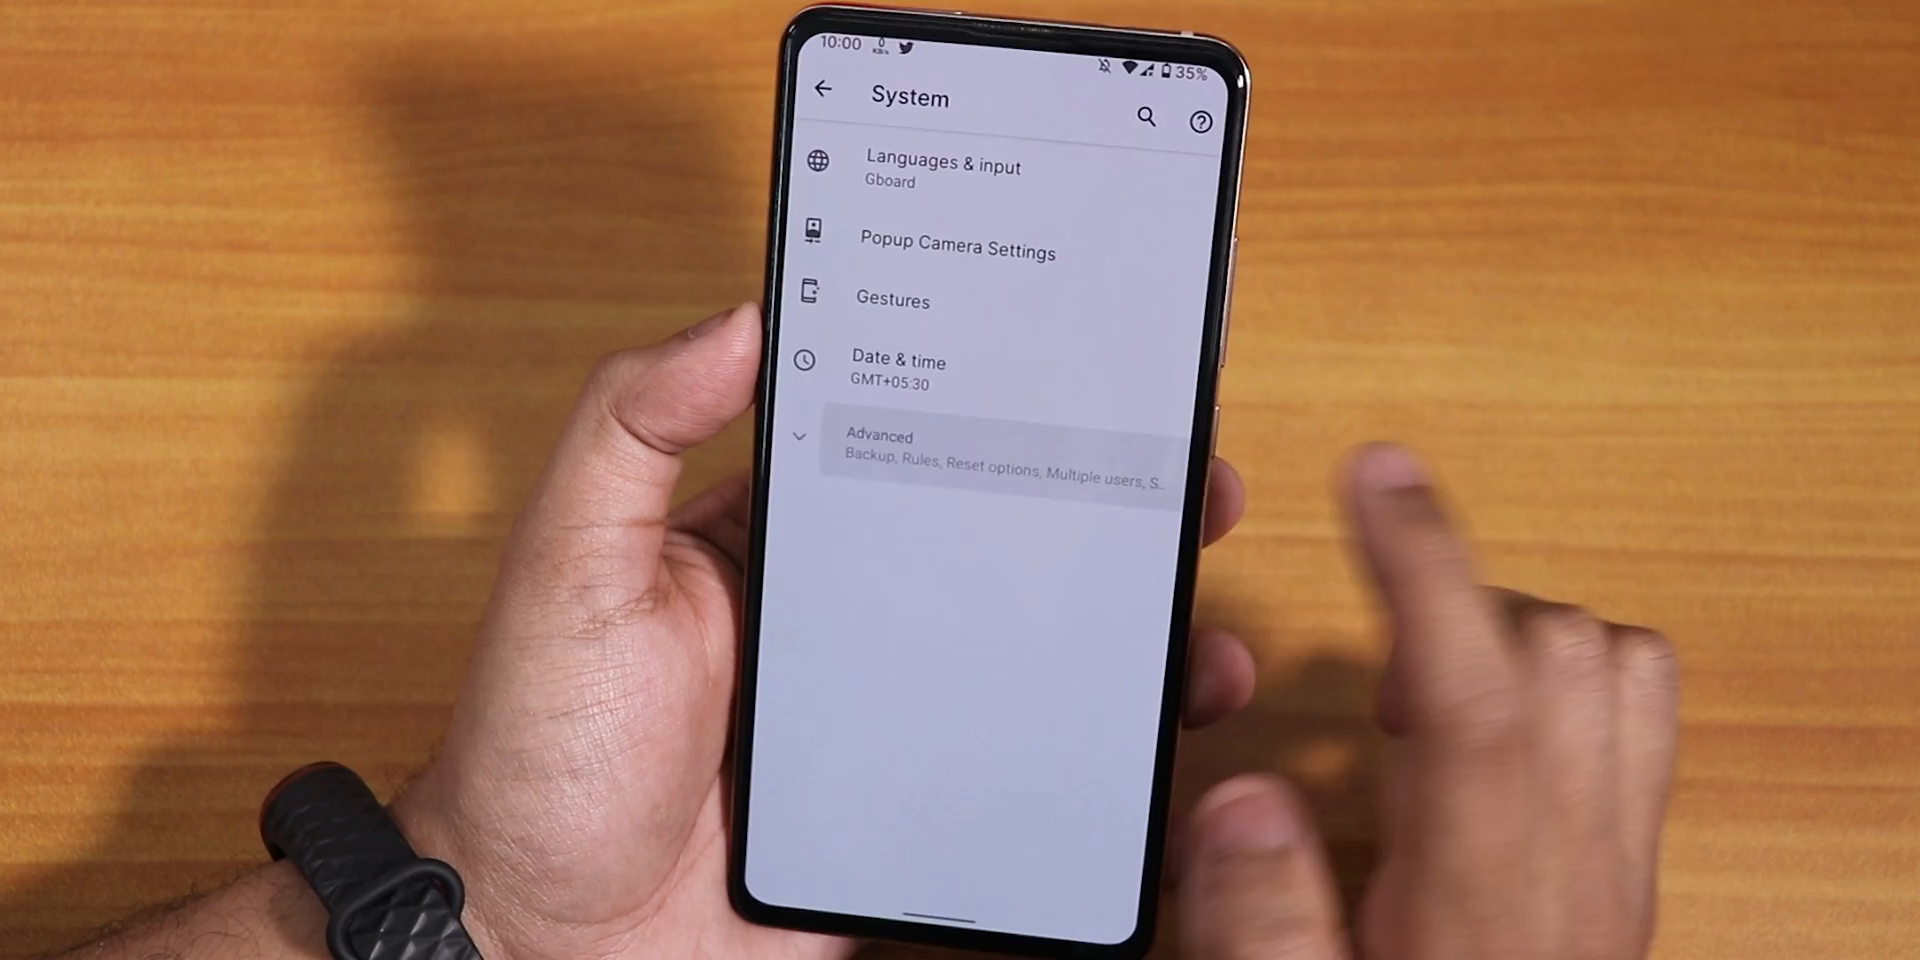 10:00
35%
System
Languages & input
Gboard
Popup Camera Settings
Gestures
Date & time
GMT+05:30
Advanced
Backup, Rules, Reset options, Multiple users, S..